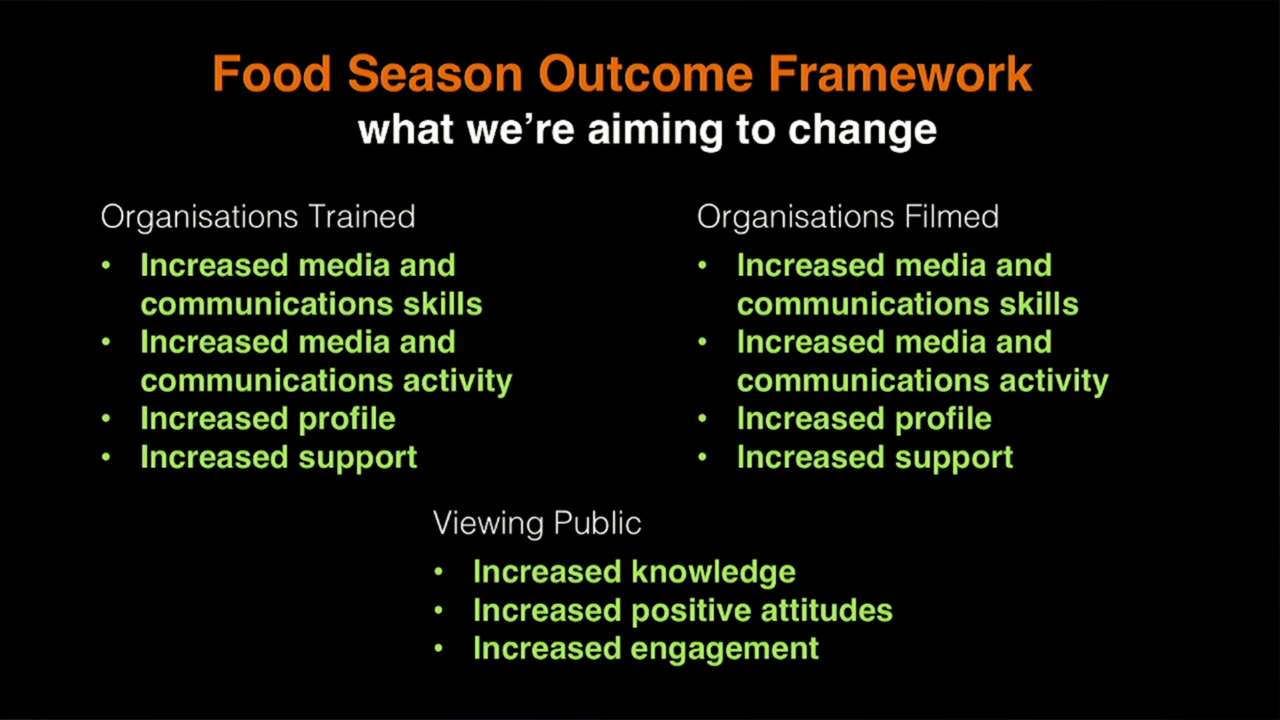 Food Season Outcome Framework
what we’re aiming to change
Organisations Trained
• Increased media and
communications skills
• Increased media and
communications activity
• Increased profile
• Increased support
Organisations Filmed
• Increased media and
communications skills
• Increased media and
communications activity
• Increased profile
• Increased support
Viewing Public
• Increased knowledge
• Increased positive attitudes
• Increased engagement